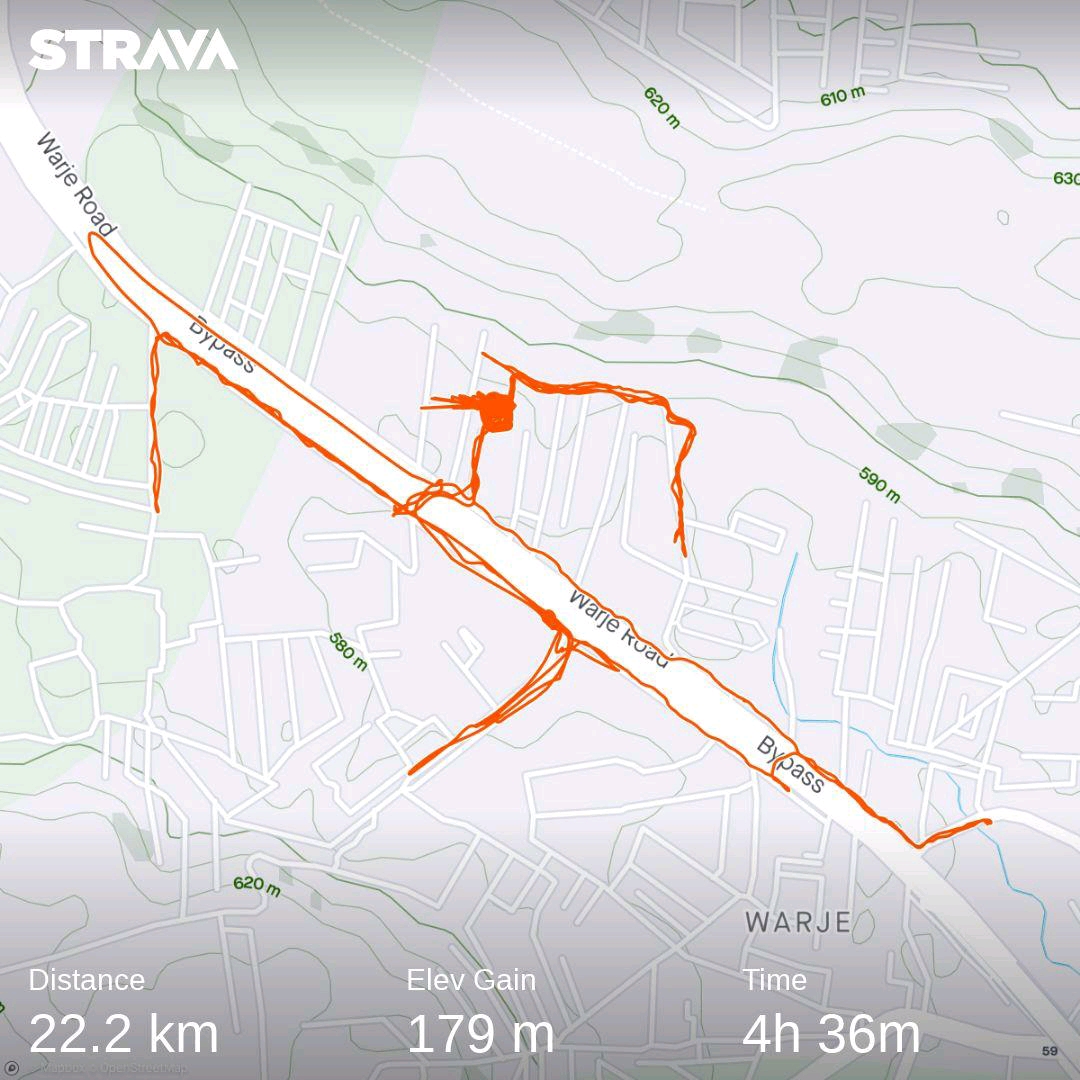 STRAVA
620 m
610 m
Warje Road
630
Bypass
590 m
Warje Road
580 m
Bypass
620 m
WARJE
Distance
Elev Gain
Time
22.2 km
179 m
4h 36m
59
Mapbox © OpenStreetMap